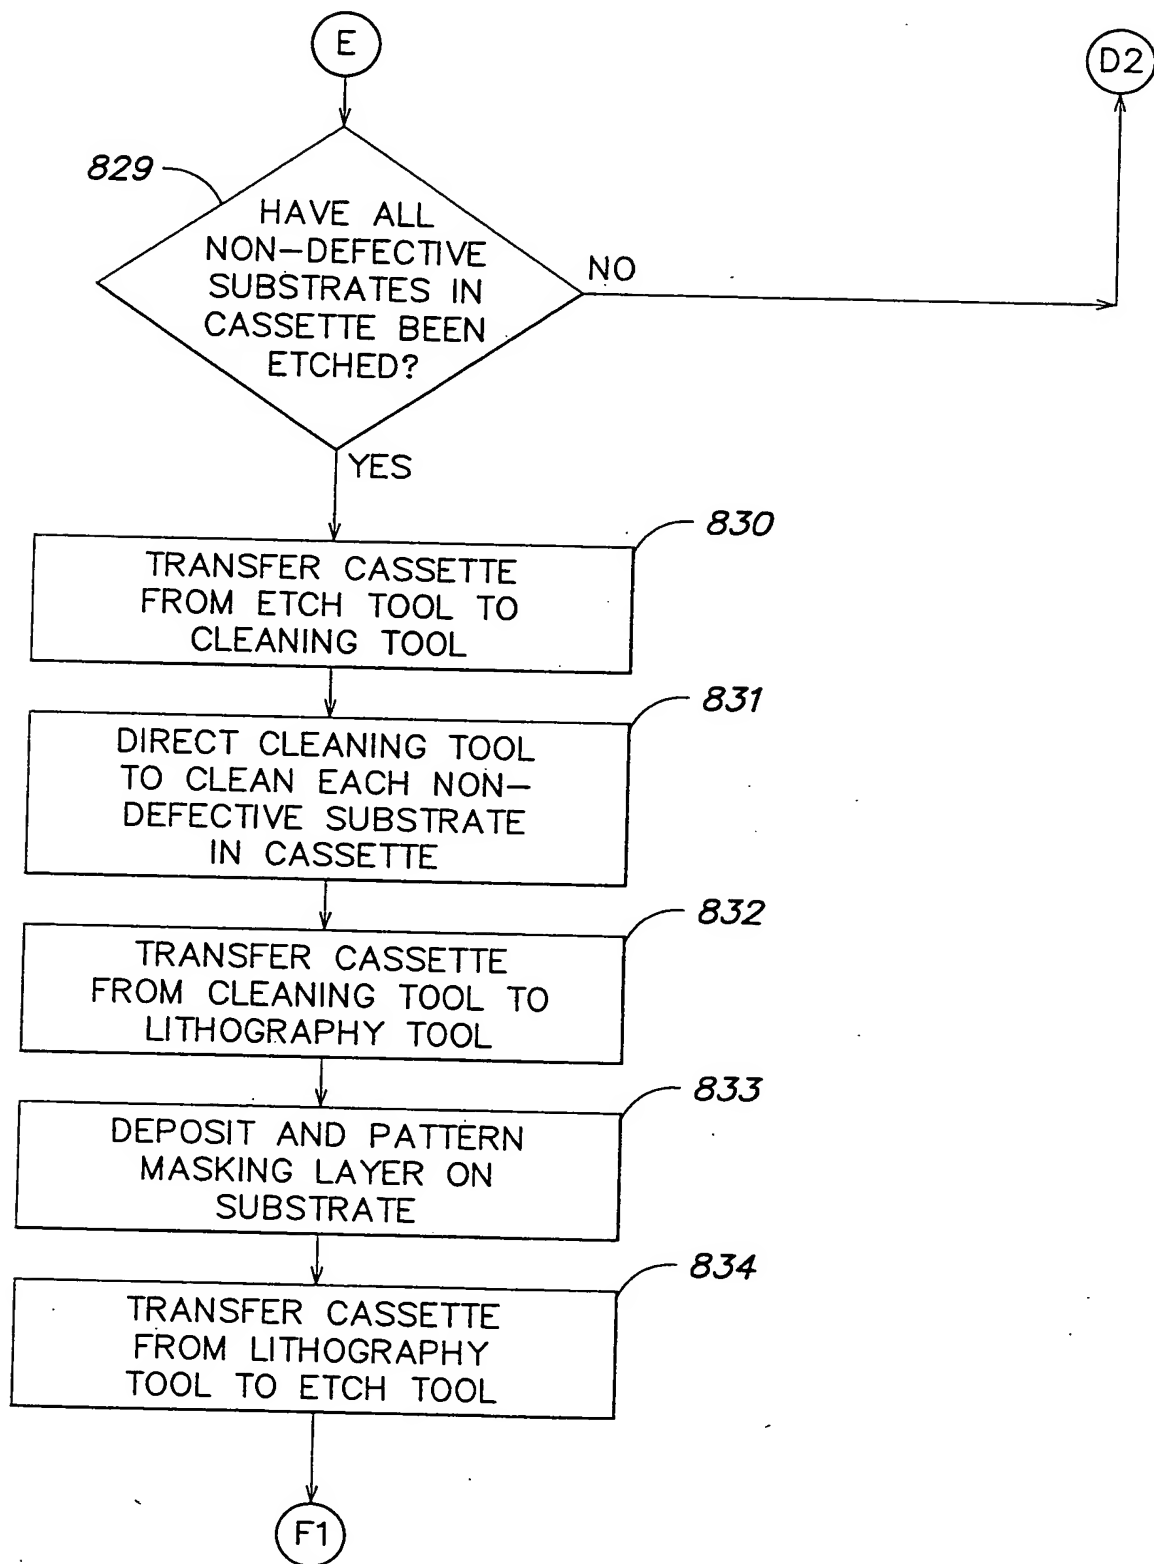 E
D2
829
HAVE ALL
NON-DEFECTIVE
SUBSTRATES IN
CASSETTE BEEN
ETCHED?
NO
YES
830
TRANSFER CASSETTE
FROM ETCH TOOL TO
CLEANING TOOL
831
DIRECT CLEANING TOOL
TO CLEAN EACH NON-
DEFECTIVE SUBSTRATE
IN CASSETTE
832
TRANSFER CASSETTE
FROM CLEANING TOOL TO
LITHOGRAPHY TOOL
833
DEPOSIT AND PATTERN
MASKING LAYER ON
SUBSTRATE
834
TRANSFER CASSETTE
FROM LITHOGRAPHY
TOOL TO ETCH TOOL
F1